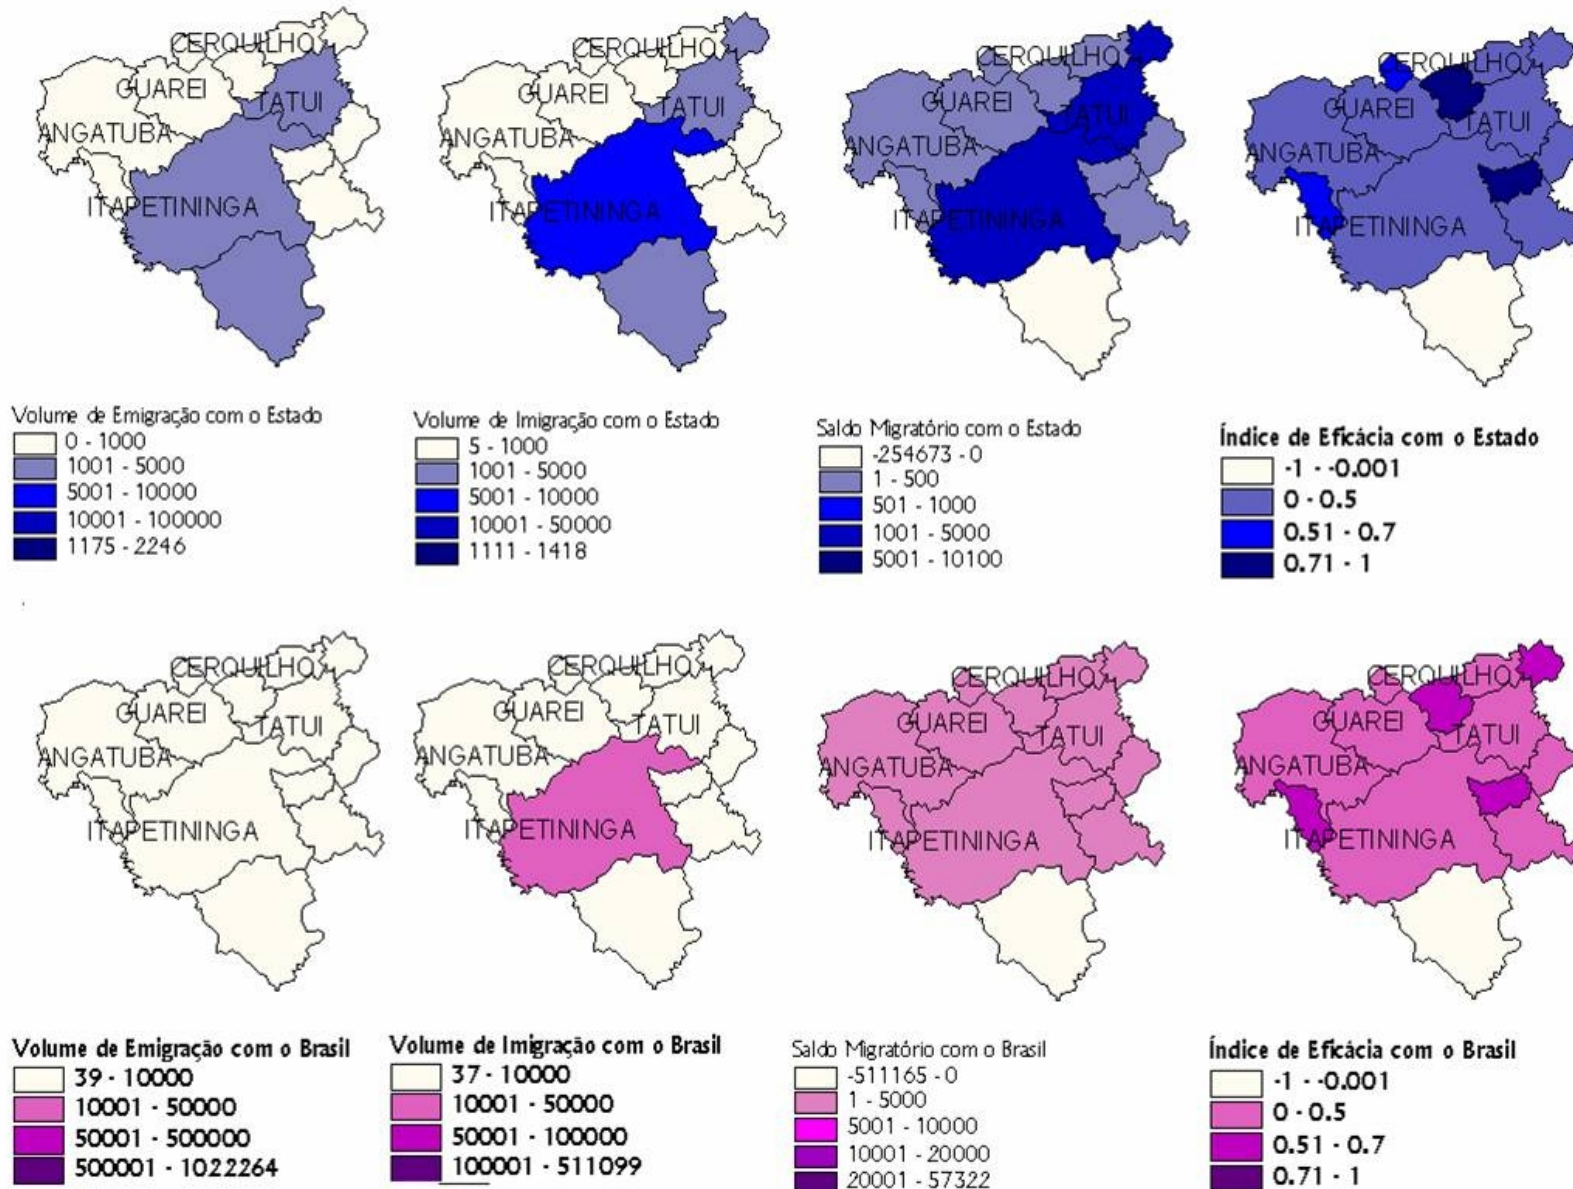 CERQUILHO
GUAREI
TATUI
ANGATUBA
ITAPETININGA
Volume de Emigração com o Estado
0 - 1000
1001 - 5000
5001 - 10000
10001 - 100000
1175 - 2246
CERQUILHO
GUAREI
TATUI
ANGATUBA
ITAPETININGA
Volume de Imigração com o Estado
5 - 1000
1001 - 5000
5001 - 10000
10001 - 50000
1111 - 1418
CERQUILHO
GUAREI
TATUI
ANGATUBA
ITAPETININGA
Saldo Migratório com o Estado
-254673 - 0
1 - 500
501 - 1000
1001 - 5000
5001 - 10100
CERQUILHO
GUAREI
TATUI
ANGATUBA
ITAPETININGA
Índice de Eficácia com o Estado
-1 - -0.001
0 - 0.5
0.51 - 0.7
0.71 - 1
CERQUILHO
GUAREI
TATUI
ANGATUBA
ITAPETININGA
Volume de Emigração com o Brasil
39 - 10000
10001 - 50000
50001 - 500000
500001 - 1022264
CERQUILHO
GUAREI
TATUI
ANGATUBA
ITAPETININGA
Volume de Imigração com o Brasil
37 - 10000
10001 - 50000
50001 - 100000
100001 - 511099
CERQUILHO
GUAREI
TATUI
ANGATUBA
ITAPETININGA
Saldo Migratório com o Brasil
-511165 - 0
1 - 5000
5001 - 10000
10001 - 20000
20001 - 57322
CERQUILHO
GUAREI
TATUI
ANGATUBA
ITAPETININGA
Índice de Eficácia com o Brasil
-1 - -0.001
0 - 0.5
0.51 - 0.7
0.71 - 1